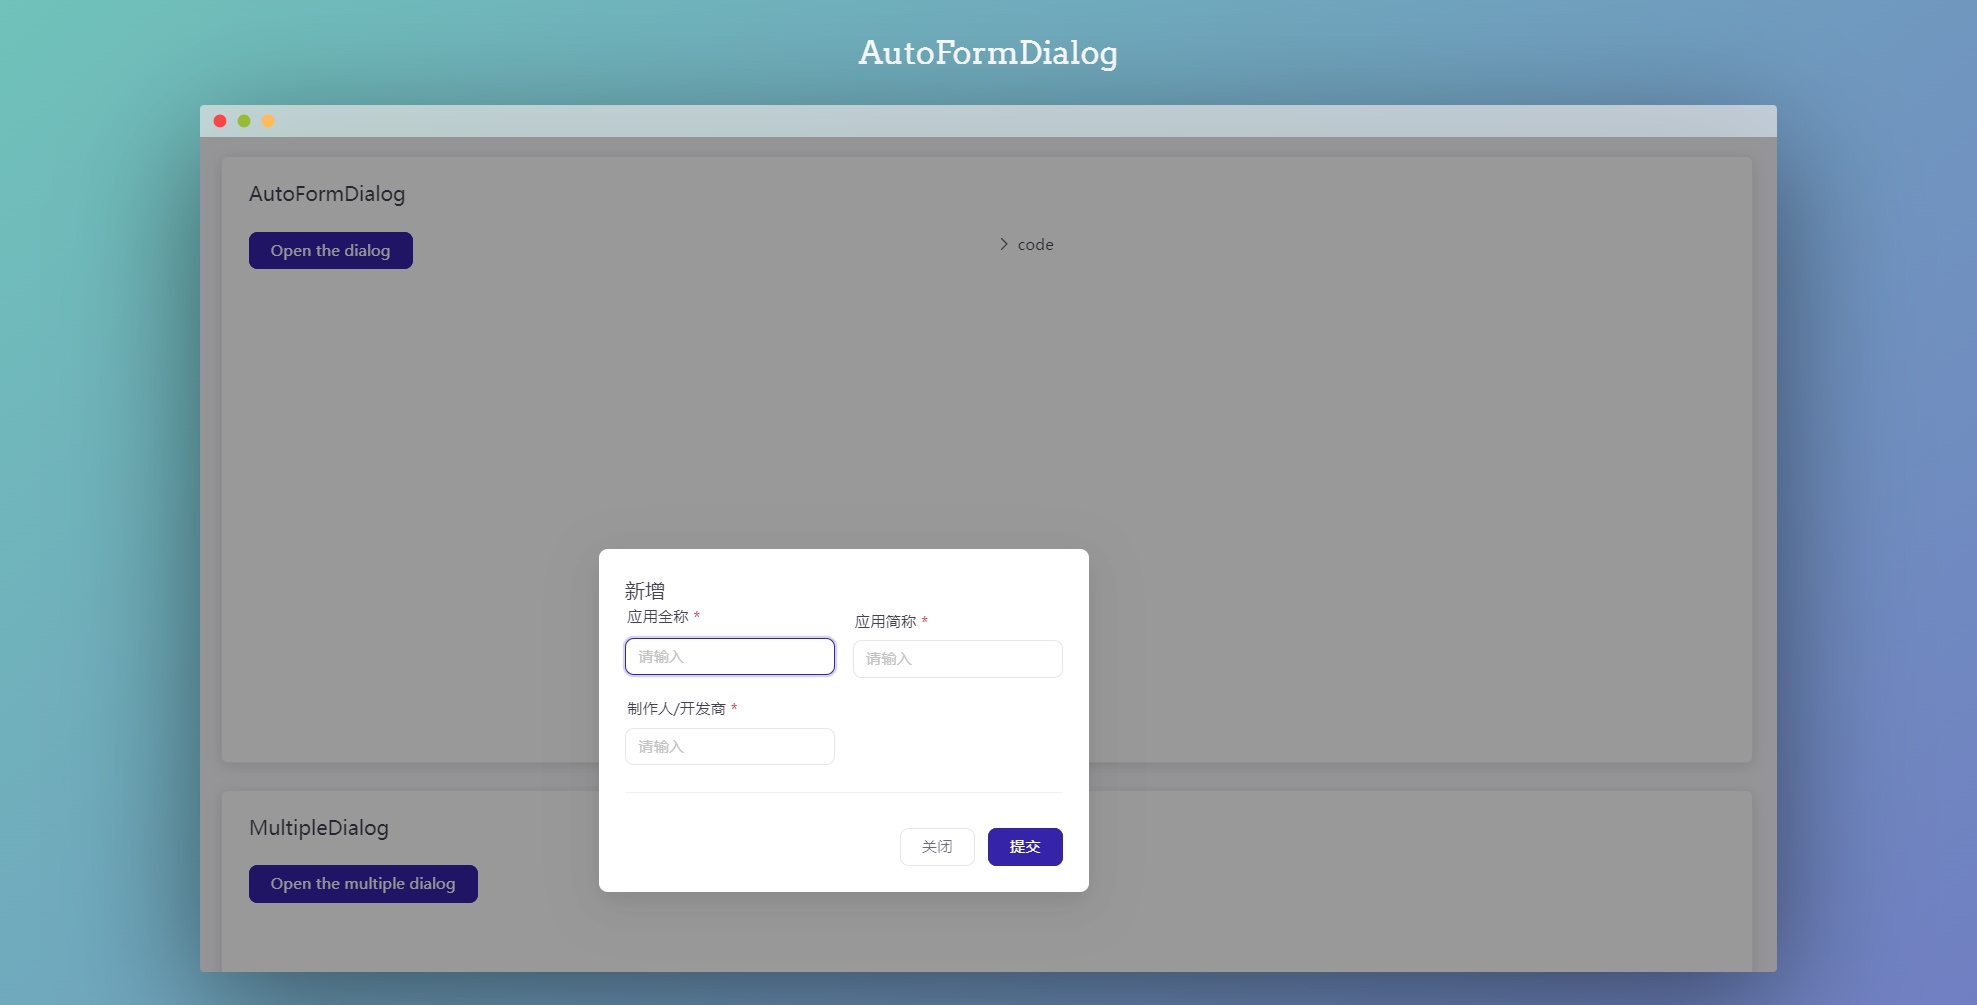 AutoFormDialog
AutoFormDialog
Open the dialog
code
新增
应用全称 *
应用简称 *
请输入
请输入
制作人/开发商 *
请输入
关闭
提交
MultipleDialog
Open the multiple dialog